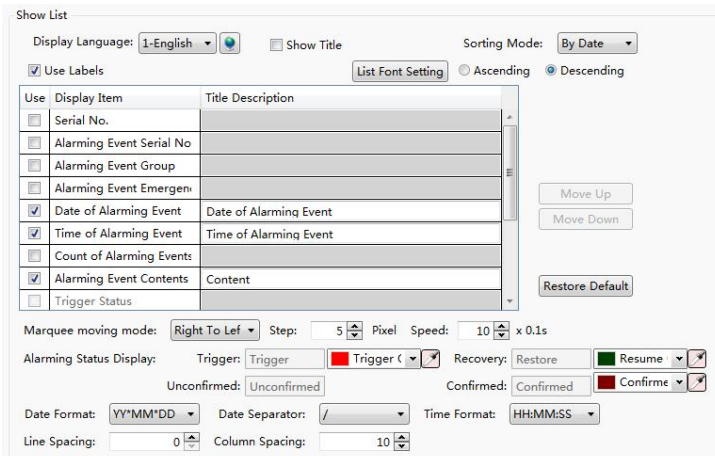 Show List
Display Language: 1-English Show Title Sorting Mode: By Date
Use Labels List Font Setting Ascending Descending
Use Display Item Title Description
Serial No.
Alarming Event Serial No
Alarming Event Group
Alarming Event Emergen
Date of Alarming Event Date of Alarming Event
Time of Alarming Event Time of Alarming Event
Count of Alarming Events
Alarming Event Contents Content
Trigger Status
Move Up
Move Down
Restore Default
Marquee moving mode: Right To Lef Step: 5 Pixel Speed: 10 x 0.1s
Alarming Status Display: Trigger: Trigger Trigger ( Recovery: Restore Resume
Unconfirmed: Unconfirmed Confirmed: Confirmed Confirme
Date Format: YY*MM*DD Date Separator: / Time Format: HH:MM:SS
Line Spacing: 0 Column Spacing: 10